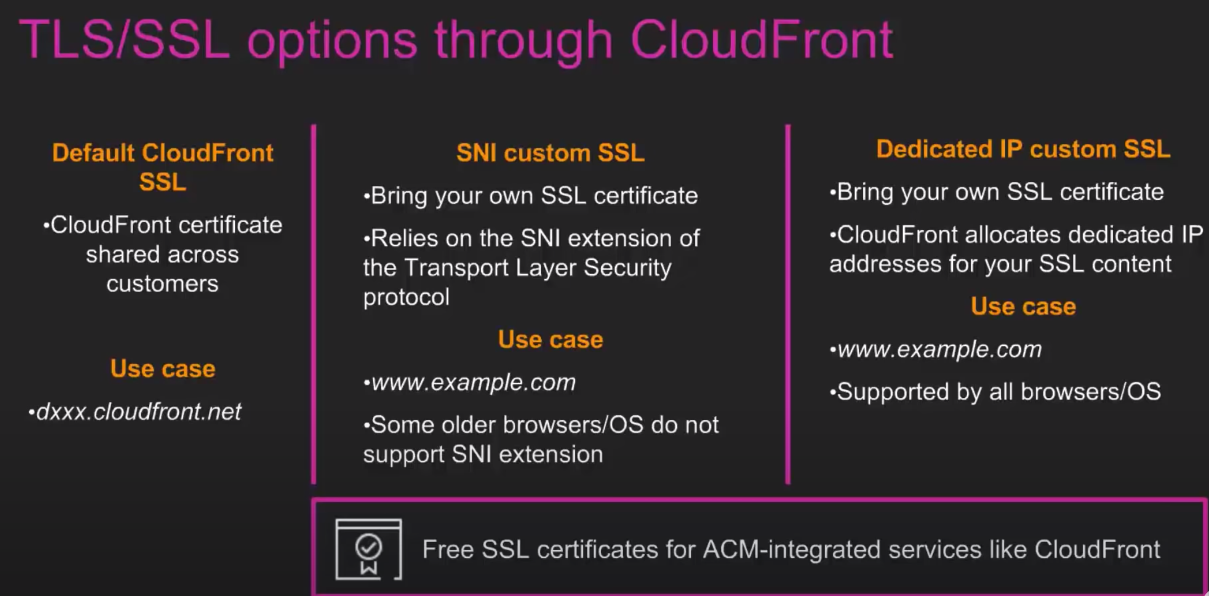 TLS/SSL options through CloudFront
Default CloudFront
SSL
•CloudFront certificate
shared across
customers
Use case
•dxxx.cloudfront.net
SNI custom SSL
•Bring your own SSL certificate
•Relies on the SNI extension of
the Transport Layer Security
protocol
Use case
•www.example.com
•Some older browsers/OS do not
support SNI extension
Dedicated IP custom SSL
•Bring your own SSL certificate
•CloudFront allocates dedicated IP
addresses for your SSL content
Use case
•www.example.com
•Supported by all browsers/OS
Free SSL certificates for ACM-integrated services like CloudFront